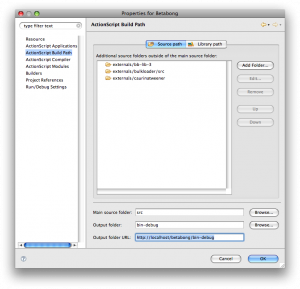 Properties for Betabong
type filter text
ActionScript Build Path
Resource
ActionScript Applications
ActionScript Build Path
ActionScript Compiler
ActionScript Modules
Builders
Project References
Run/Debug Settings
Source path
Library path
Additional source folders outside of the main source folder:
externals/bb-lib-3
externals/bulkloader/src
externals/caurinatweener
Add Folder...
Edit...
Remove
Up
Down
Main source folder:
src
Browse...
Output folder:
bin-debug
Browse...
Output folder URL:
http://localhost/betabong/bin-debug
Cancel
OK